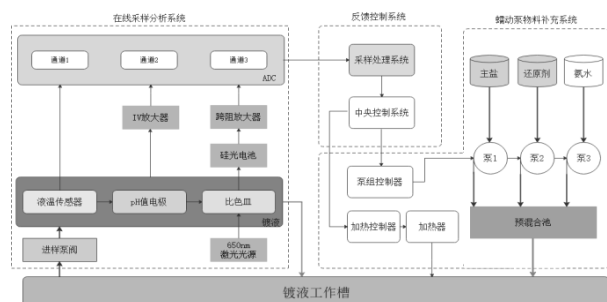 在线采样分析系统
反馈控制系统
蠕动泵物料补充系统
通道1
通道2
通道3
ADC
采样处理系统
主盐
还原剂
氨水
IV放大器
跨阻放大器
中央控制系统
硅光电池
泵1
泵2
泵3
泵组控制器
液温传感器
pH值电极
比色皿
镀液
加热控制器
加热器
预混合池
进样泵阀
650nm
激光光源
镀液工作槽